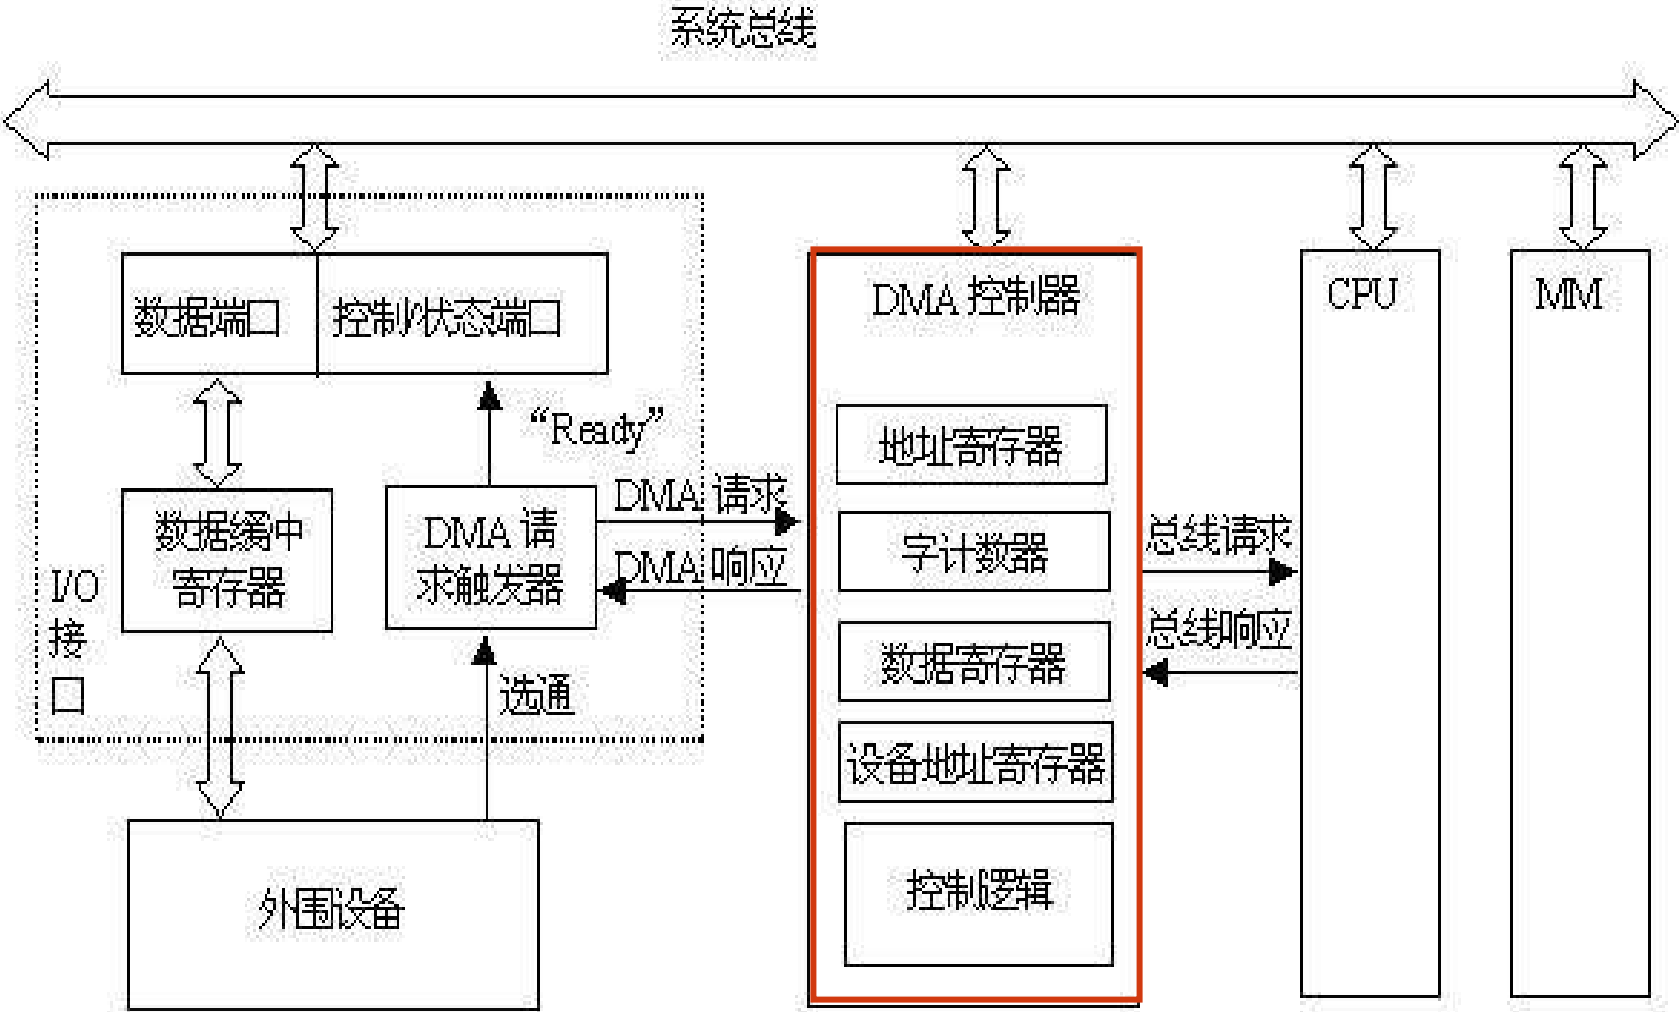 系统总线
数据端口
控制/状态端口
“Ready”
数据缓冲
寄存器
DMA 请
求触发器
I/O
接
口
选通
外围设备
DMA 请求
DMA 响应
DMA 控制器
地址寄存器
字计数器
数据寄存器
设备地址寄存器
控制逻辑
总线请求
总线响应
CPU
MM